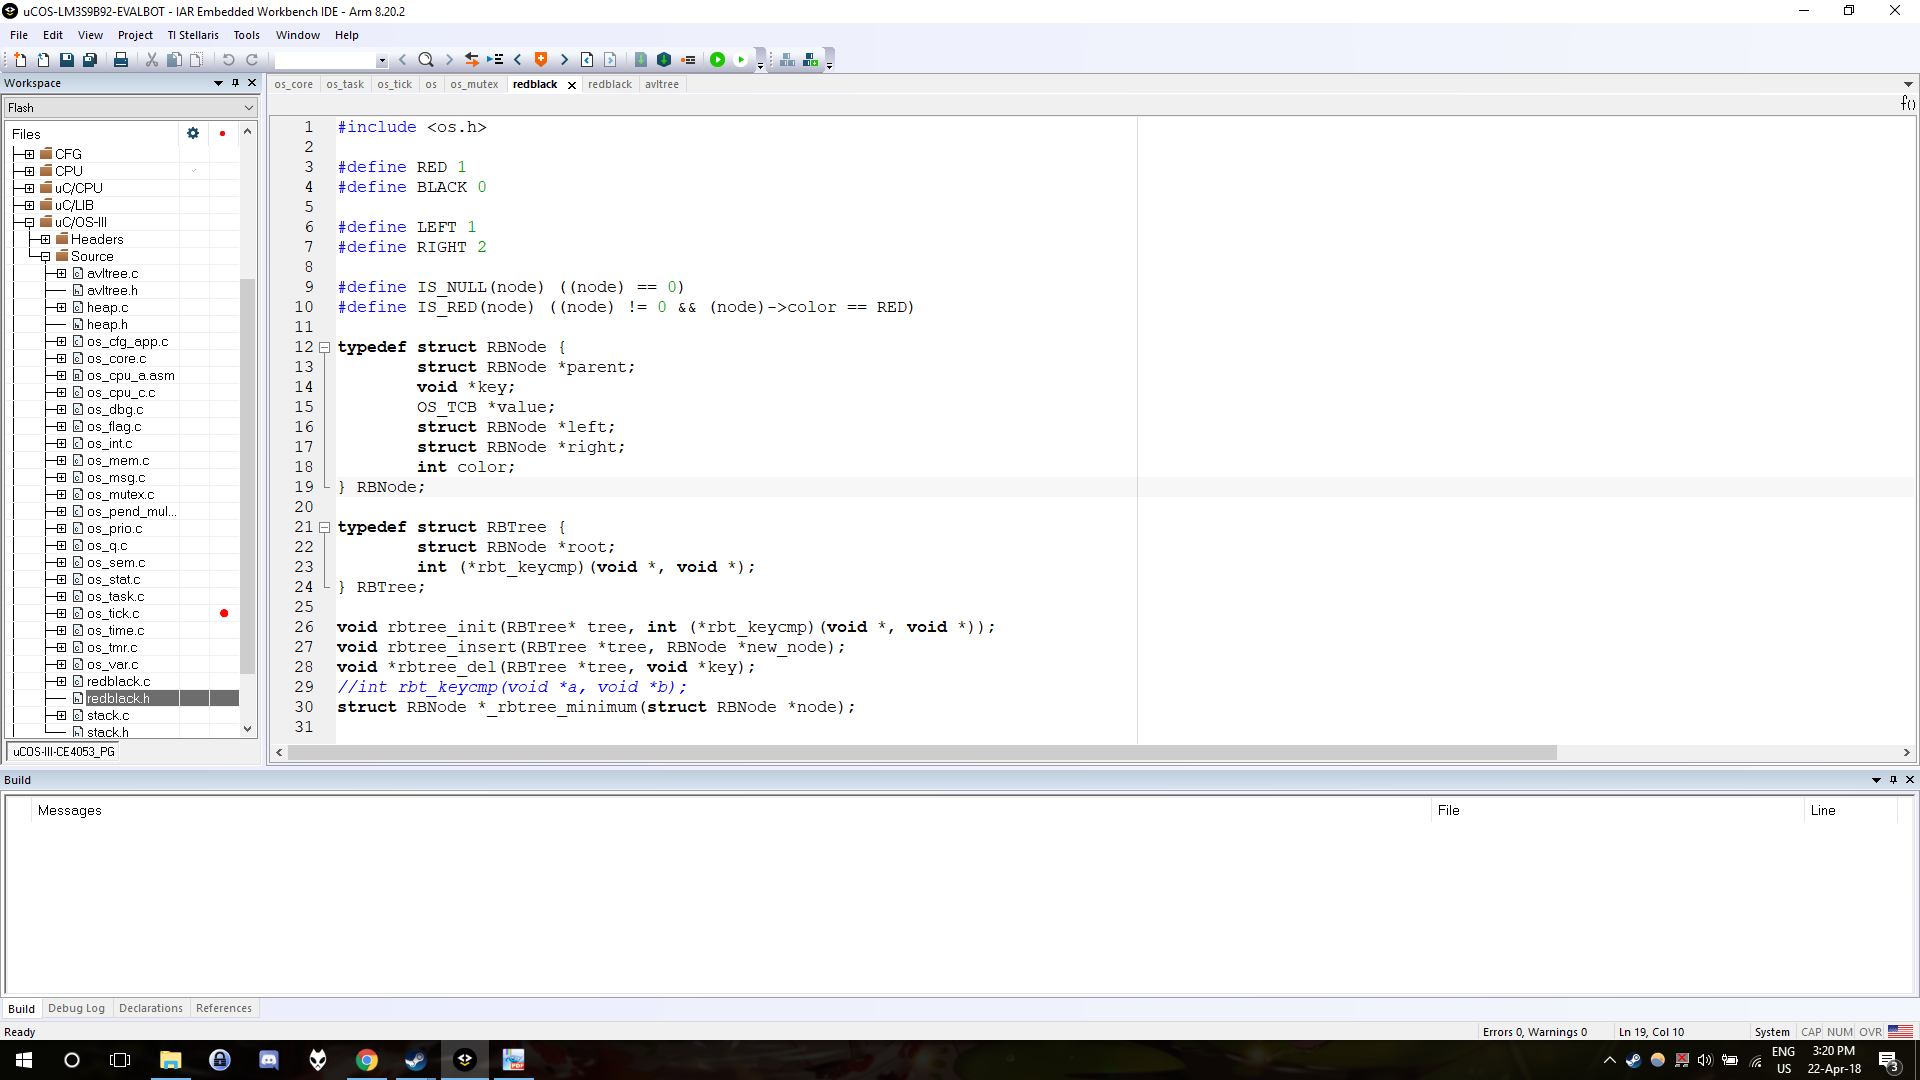 uCOS-LM3S9B92-EVALBOT - IAR Embedded Workbench IDE - Arm 8.20.2
File Edit View Project TI Stellaris Tools Window Help
Workspace
Flash
Files
CFG
CPU
uC/CPU
uC/LIB
uC/OS-III
Headers
Source
avltree.c
avltree.h
heap.c
heap.h
os_cfg_app.c
os_core.c
os_cpu_a.asm
os_cpu_c.c
os_dbg.c
os_flag.c
os_int.c
os_mem.c
os_msg.c
os_mutex.c
os_pend_mul...
os_prio.c
os_q.c
os_sem.c
os_stat.c
os_task.c
os_tick.c
os_time.c
os_tmr.c
os_var.c
redblack.c
redblack.h
stack.c
stack.h
uCOS-III-CE4053_PG
os_core os_task os_tick os os_mutex redblack redblack avltree
f()
1 #include <os.h>
2
3 #define RED 1
4 #define BLACK 0
5
6 #define LEFT 1
7 #define RIGHT 2
8
9 #define IS_NULL(node) ((node) == 0)
10 #define IS_RED(node) ((node) != 0 && (node)->color == RED)
11
12 typedef struct RBNode {
13 struct RBNode *parent;
14 void *key;
15 OS_TCB *value;
16 struct RBNode *left;
17 struct RBNode *right;
18 int color;
19 } RBNode;
20
21 typedef struct RBTree {
22 struct RBNode *root;
23 int (*rbt_keycmp)(void *, void *);
24 } RBTree;
25
26 void rbtree_init(RBTree* tree, int (*rbt_keycmp)(void *, void *));
27 void rbtree_insert(RBTree *tree, RBNode *new_node);
28 void *rbtree_del(RBTree *tree, void *key);
29 //int rbt_keycmp(void *a, void *b);
30 struct RBNode *_rbtree_minimum(struct RBNode *node);
31
Build
Messages File Line
Build Debug Log Declarations References
Ready Errors 0, Warnings 0 Ln 19, Col 10 System CAP NUM OVR
ENG
US
3:20 PM
22-Apr-18
3